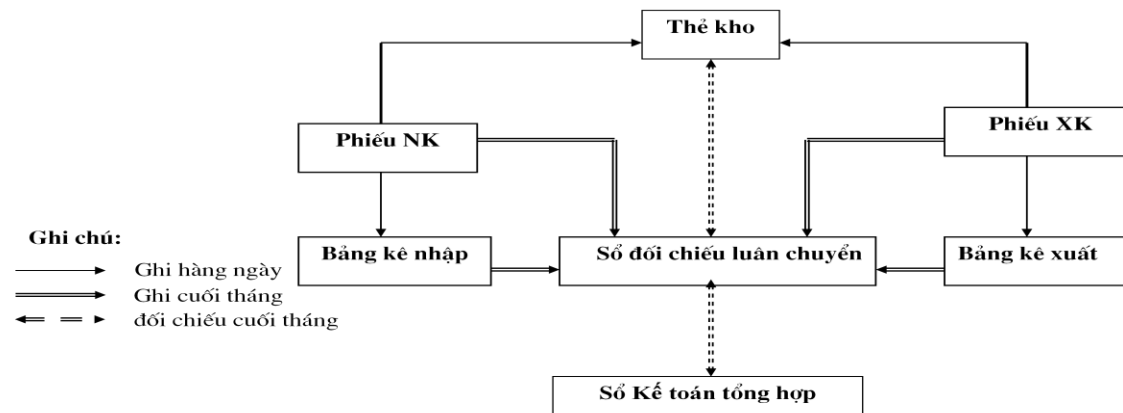 Thẻ kho
Phiếu NK
Phiếu XK
Ghi chú:
Bảng kê nhập
Sổ đối chiếu luân chuyển
Bảng kê xuất
Ghi hàng ngày
Ghi cuối tháng
đối chiếu cuối tháng
Sổ Kế toán tổng hợp